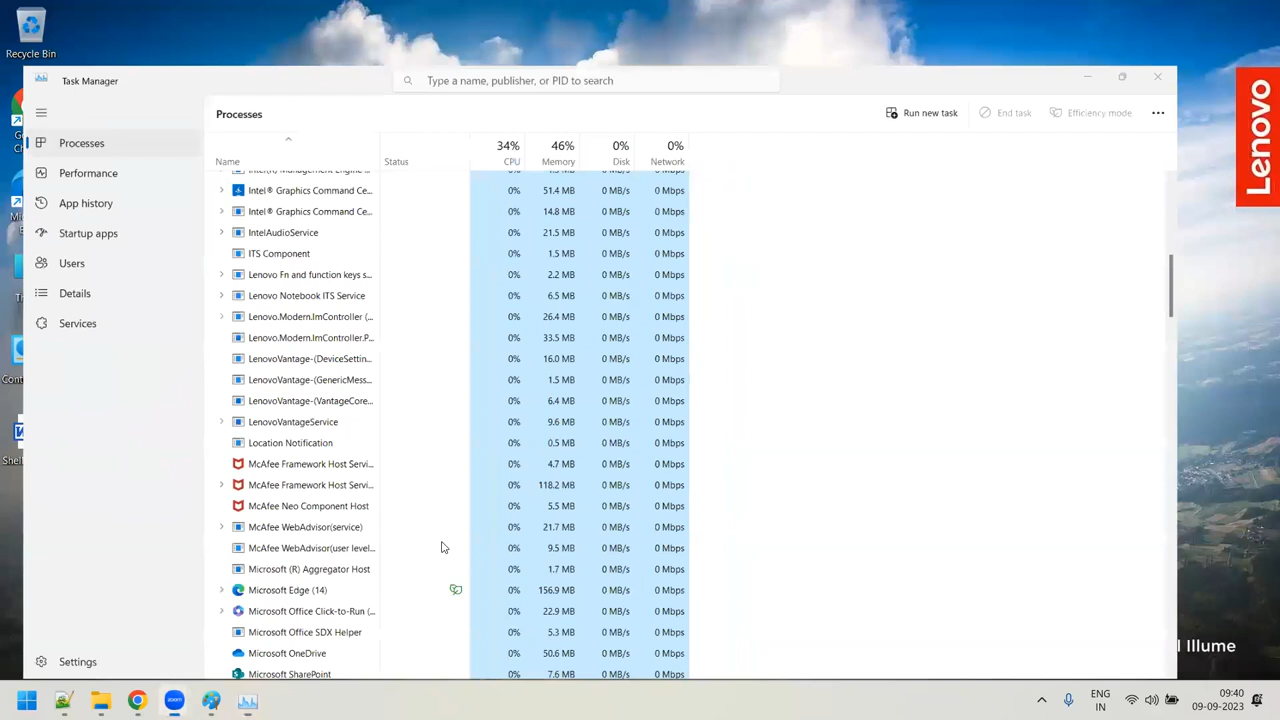 Recycle Bin
Task Manager
Type a name, publisher, or PID to search
Processes
Run new task
End task
Efficiency mode
Processes
Performance
App history
Startup apps
Users
Details
Services
Settings
34% 46% 0% 0%
Name Status CPU Memory Disk Network
Intel(R) Management Engine ...
Intel® Graphics Command Ce... 0% 51.4 MB 0 MB/s 0 Mbps
Intel® Graphics Command Ce... 0% 14.8 MB 0 MB/s 0 Mbps
IntelAudioService 0% 21.5 MB 0 MB/s 0 Mbps
ITS Component 0% 1.5 MB 0 MB/s 0 Mbps
Lenovo Fn and function keys s... 0% 2.2 MB 0 MB/s 0 Mbps
Lenovo Notebook ITS Service 0% 6.5 MB 0 MB/s 0 Mbps
Lenovo.Modern.ImController (... 0% 26.4 MB 0 MB/s 0 Mbps
Lenovo.Modern.ImController.P... 0% 33.5 MB 0 MB/s 0 Mbps
LenovoVantage-(DeviceSettin... 0% 16.0 MB 0 MB/s 0 Mbps
LenovoVantage-(GenericMess... 0% 1.5 MB 0 MB/s 0 Mbps
LenovoVantage-(VantageCore... 0% 6.4 MB 0 MB/s 0 Mbps
LenovoVantageService 0% 9.6 MB 0 MB/s 0 Mbps
Location Notification 0% 0.5 MB 0 MB/s 0 Mbps
McAfee Framework Host Servi... 0% 4.7 MB 0 MB/s 0 Mbps
McAfee Framework Host Servi... 0% 118.2 MB 0 MB/s 0 Mbps
McAfee Neo Component Host 0% 5.5 MB 0 MB/s 0 Mbps
McAfee WebAdvisor(service) 0% 21.7 MB 0 MB/s 0 Mbps
McAfee WebAdvisor(user level... 0% 9.5 MB 0 MB/s 0 Mbps
Microsoft (R) Aggregator Host 0% 1.7 MB 0 MB/s 0 Mbps
Microsoft Edge (14) 0% 156.9 MB 0 MB/s 0 Mbps
Microsoft Office Click-to-Run (... 0% 22.9 MB 0 MB/s 0 Mbps
Microsoft Office SDX Helper 0% 5.3 MB 0 MB/s 0 Mbps
Microsoft OneDrive 0% 50.6 MB 0 MB/s 0 Mbps
Microsoft SharePoint 0% 7.6 MB 0 MB/s 0 Mbps
Lenovo
Illume
zoom
ENG
IN
09:40
09-09-2023